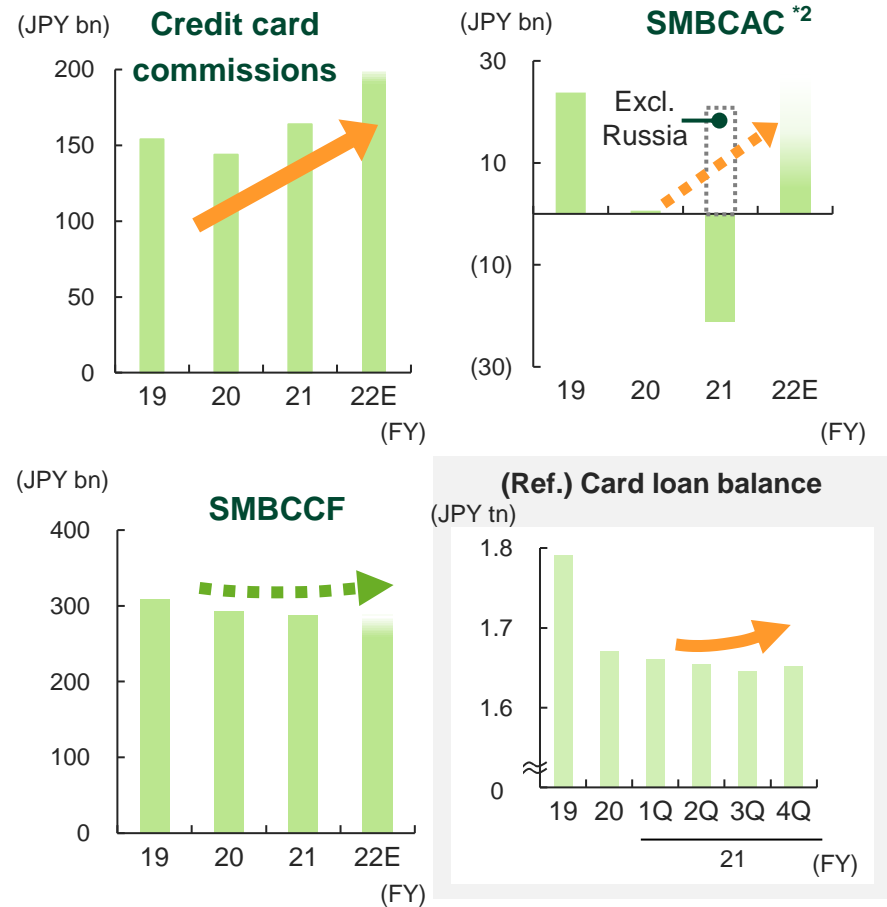 (JPY bn)
Credit card
commissions
200
150
100
50
0
19 20 21 22E
(FY)
(JPY bn)
SMBCAC *2
30
10
(10)
(30)
Excl.
Russia
19 20 21 22E
(FY)
(JPY bn)
SMBCCF
400
300
200
100
0
19 20 21 22E
(FY)
(Ref.) Card loan balance
(JPY tn)
1.8
1.7
1.6
0
19 20 1Q 2Q 3Q 4Q
21
(FY)